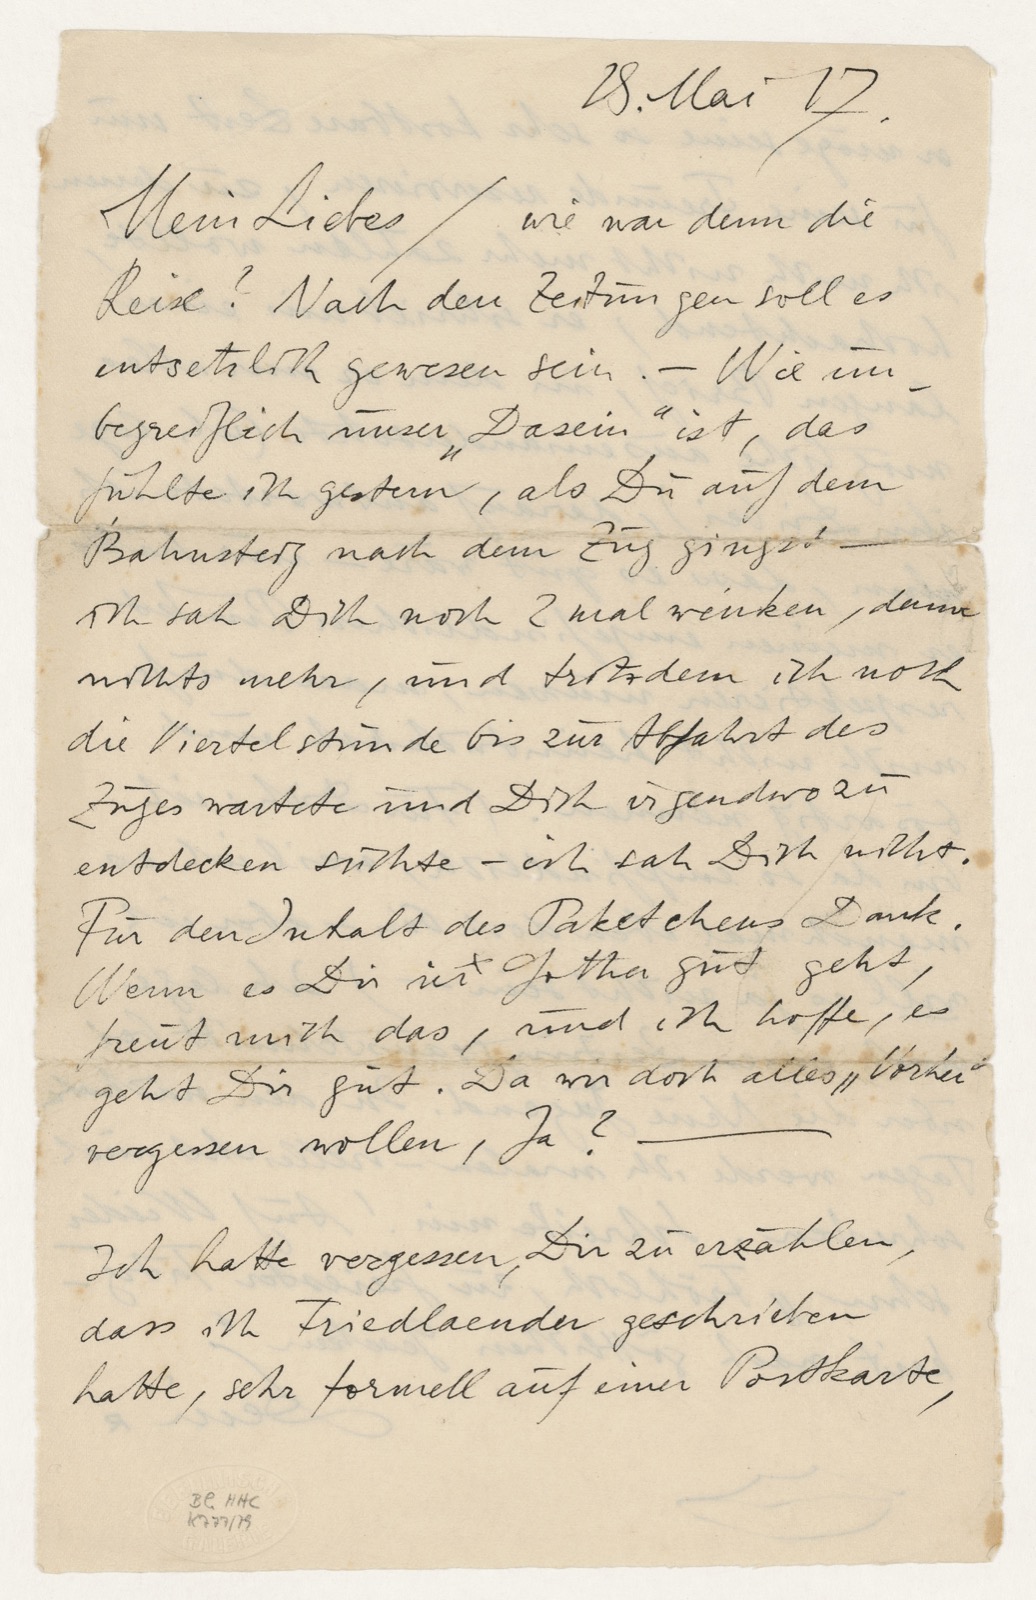 28. Mai 17.
Mein Liebes / wie war denn die
Reise? Nach den Zeitungen soll es
entsetzlich gewesen sein. — Wie un-
begreiflich unser „Dasein“ ist, das
fühlte ich gestern, als Du auf dem
Bahnsteig nach dem Zug gingst —
ich sah Dich noch 2 mal winken, dann
nichts mehr, und trotzdem ich noch
die Viertelstunde bis zur Abfahrt des
Zuges wartete und Dich irgendwo zu
entdecken suchte – ich sah Dich nicht.
Für den Inhalt des Paketchens Dank.
Wenn es Dir in Gotha gut geht,
freut mich das, und ich hoffe, es
geht Dir gut. Da wir doch alles „Vorher“
vergessen wollen, Ja? —
Ich hatte vergessen, Dir zu erzählen,
dass ich Friedlaender geschrieben
hatte, sehr formell auf einer Postkarte,
BG HHC
K777/79